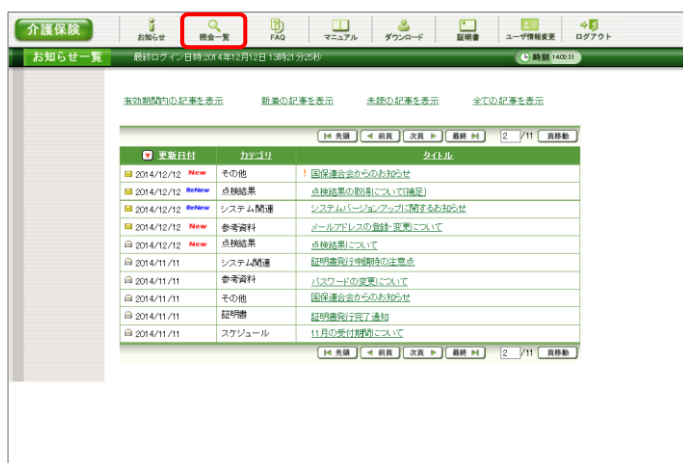 介護保険
お知らせ 照会一覧 FAQ マニュアル ダウンロード 証明書 ユーザ情報変更 ログアウト
お知らせ一覧 最終ログイン日時:2014年12月12日 13時21分25秒 時刻 14:02:31
有効期間内の記事を表示 新着の記事を表示 未読の記事を表示 全ての記事を表示
先頭 前頁 次頁 最終 2 /11 頁移動
更新日付 カテゴリ タイトル
2014/12/12 New その他 ! 国保連合会からのお知らせ
2014/12/12 ReNew 点検結果 点検結果の取得について(補足)
2014/12/12 ReNew システム関連 システムバージョンアップに関するお知らせ
2014/12/12 New 参考資料 メールアドレスの登録・変更について
2014/12/12 New 点検結果 点検結果について
2014/11/11 システム関連 証明書発行申請時の注意点
2014/11/11 参考資料 パスワードの変更について
2014/11/11 その他 国保連合会からのお知らせ
2014/11/11 証明書 証明書発行完了通知
2014/11/11 スケジュール 11月の受付期間について
先頭 前頁 次頁 最終 2 /11 頁移動